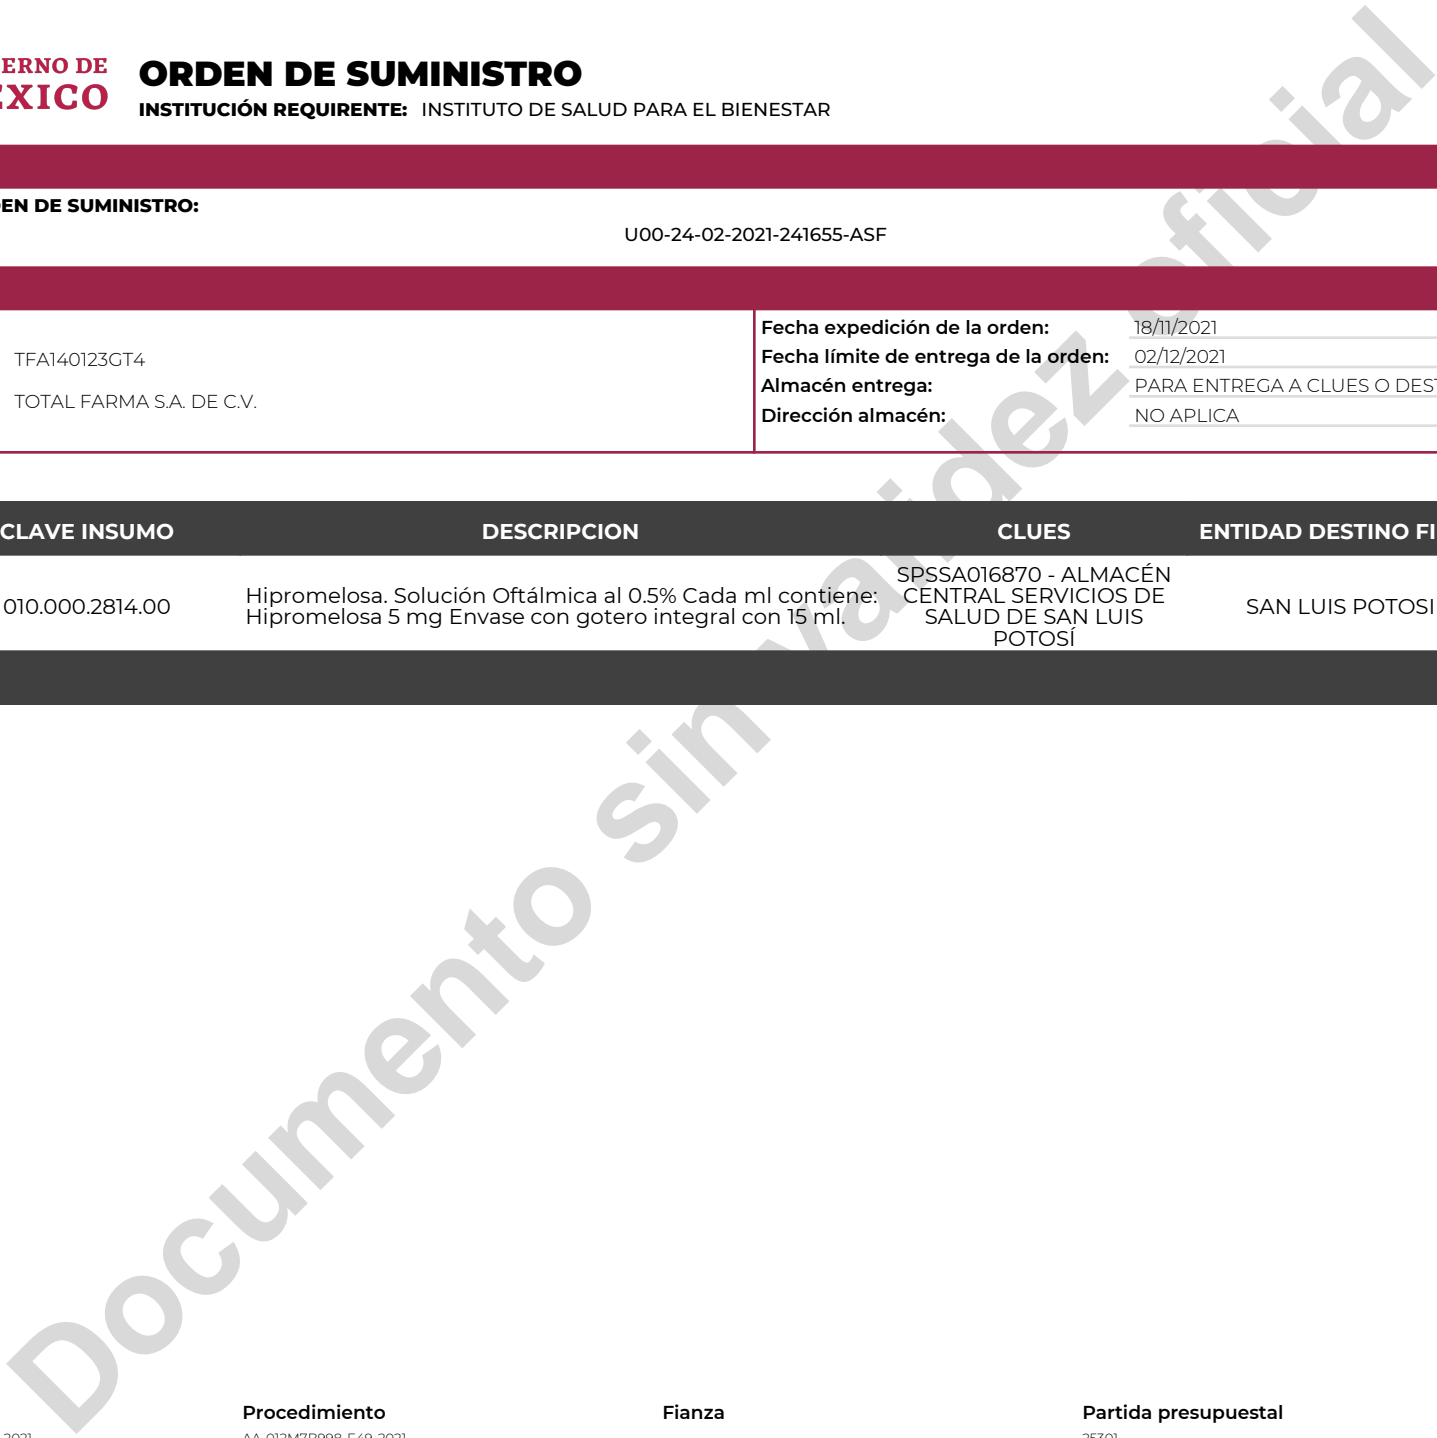 ERNO DE
ORDEN DE SUMINISTRO
EXICO
INSTITUCIÓN REQUIRENTE: INSTITUTO DE SALUD PARA EL BIENESTAR
EN DE SUMINISTRO:
U00-24-02-2021-241655-ASF
TFA140123GT4
TOTAL FARMA S.A. DE C.V.
Fecha expedición de la orden: 18/11/2021
Fecha límite de entrega de la orden: 02/12/2021
Almacén entrega: PARA ENTREGA A CLUES O DEST
Dirección almacén: NO APLICA
CLAVE INSUMO DESCRIPCION CLUES ENTIDAD DESTINO FI
010.000.2814.00
Hipromelosa. Solución Oftálmica al 0.5% Cada ml contiene:
Hipromelosa 5 mg Envase con gotero integral con 15 ml.
SPSSA016870 - ALMACÉN
CENTRAL SERVICIOS DE
SALUD DE SAN LUIS
POTOSÍ
SAN LUIS POTOSI
Documento sin validez oficial
Procedimiento Fianza Partida presupuestal